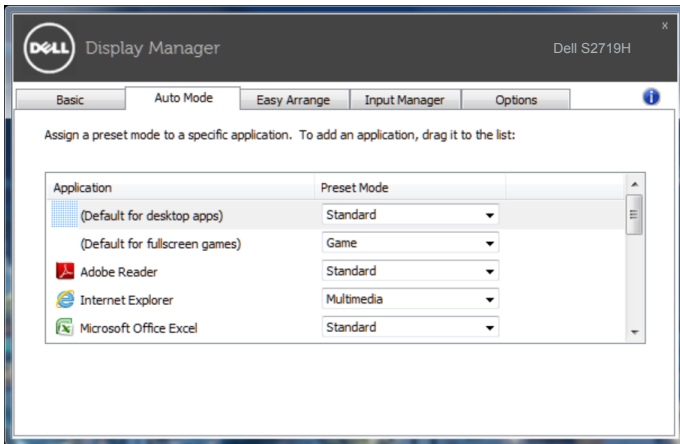 DELL Display Manager Dell S2719H
x
Basic Auto Mode Easy Arrange Input Manager Options i
Assign a preset mode to a specific application. To add an application, drag it to the list:
Application Preset Mode
(Default for desktop apps) Standard
(Default for fullscreen games) Game
Adobe Reader Standard
Internet Explorer Multimedia
Microsoft Office Excel Standard